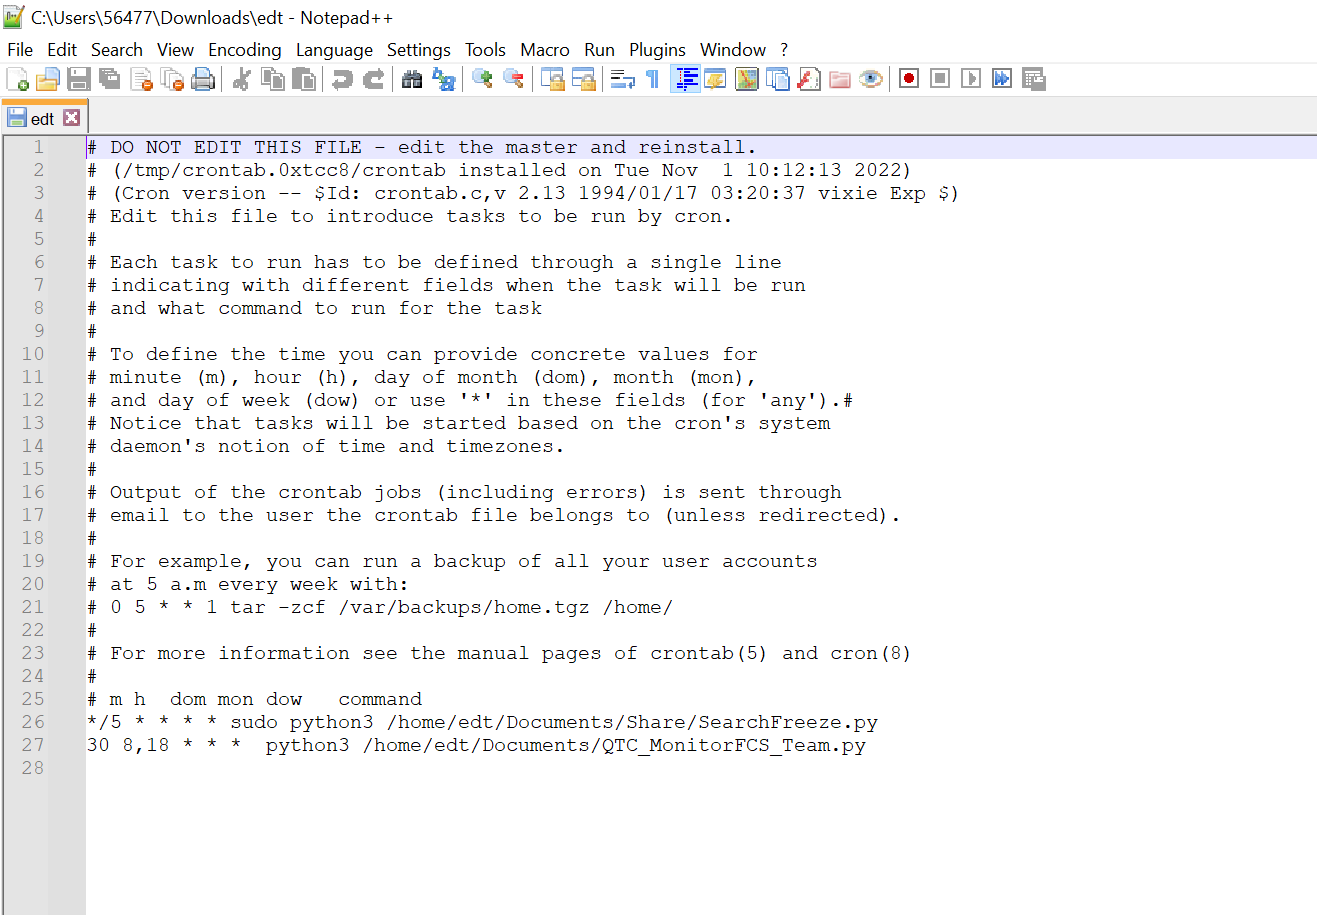 C:\Users\56477\Downloads\edt - Notepad++
File Edit Search View Encoding Language Settings Tools Macro Run Plugins Window ?
edt
1 # DO NOT EDIT THIS FILE - edit the master and reinstall.
2 # (/tmp/crontab.0xtcc8/crontab installed on Tue Nov  1 10:12:13 2022)
3 # (Cron version -- $Id: crontab.c,v 2.13 1994/01/17 03:20:37 vixie Exp $)
4 # Edit this file to introduce tasks to be run by cron.
5 #
6 # Each task to run has to be defined through a single line
7 # indicating with different fields when the task will be run
8 # and what command to run for the task
9 #
10 # To define the time you can provide concrete values for
11 # minute (m), hour (h), day of month (dom), month (mon),
12 # and day of week (dow) or use '*' in these fields (for 'any').#
13 # Notice that tasks will be started based on the cron's system
14 # daemon's notion of time and timezones.
15 #
16 # Output of the crontab jobs (including errors) is sent through
17 # email to the user the crontab file belongs to (unless redirected).
18 #
19 # For example, you can run a backup of all your user accounts
20 # at 5 a.m every week with:
21 # 0 5 * * 1 tar -zcf /var/backups/home.tgz /home/
22 #
23 # For more information see the manual pages of crontab(5) and cron(8)
24 #
25 # m h  dom mon dow   command
26 */5 * * * * sudo python3 /home/edt/Documents/Share/SearchFreeze.py
27 30 8,18 * * *  python3 /home/edt/Documents/QTC_MonitorFCS_Team.py
28